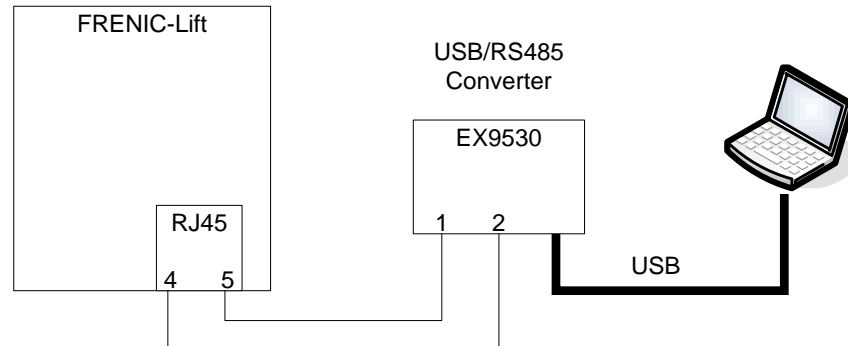 FRENIC-Lift
USB/RS485
Converter
EX9530
RJ45
1 2
4 5
USB